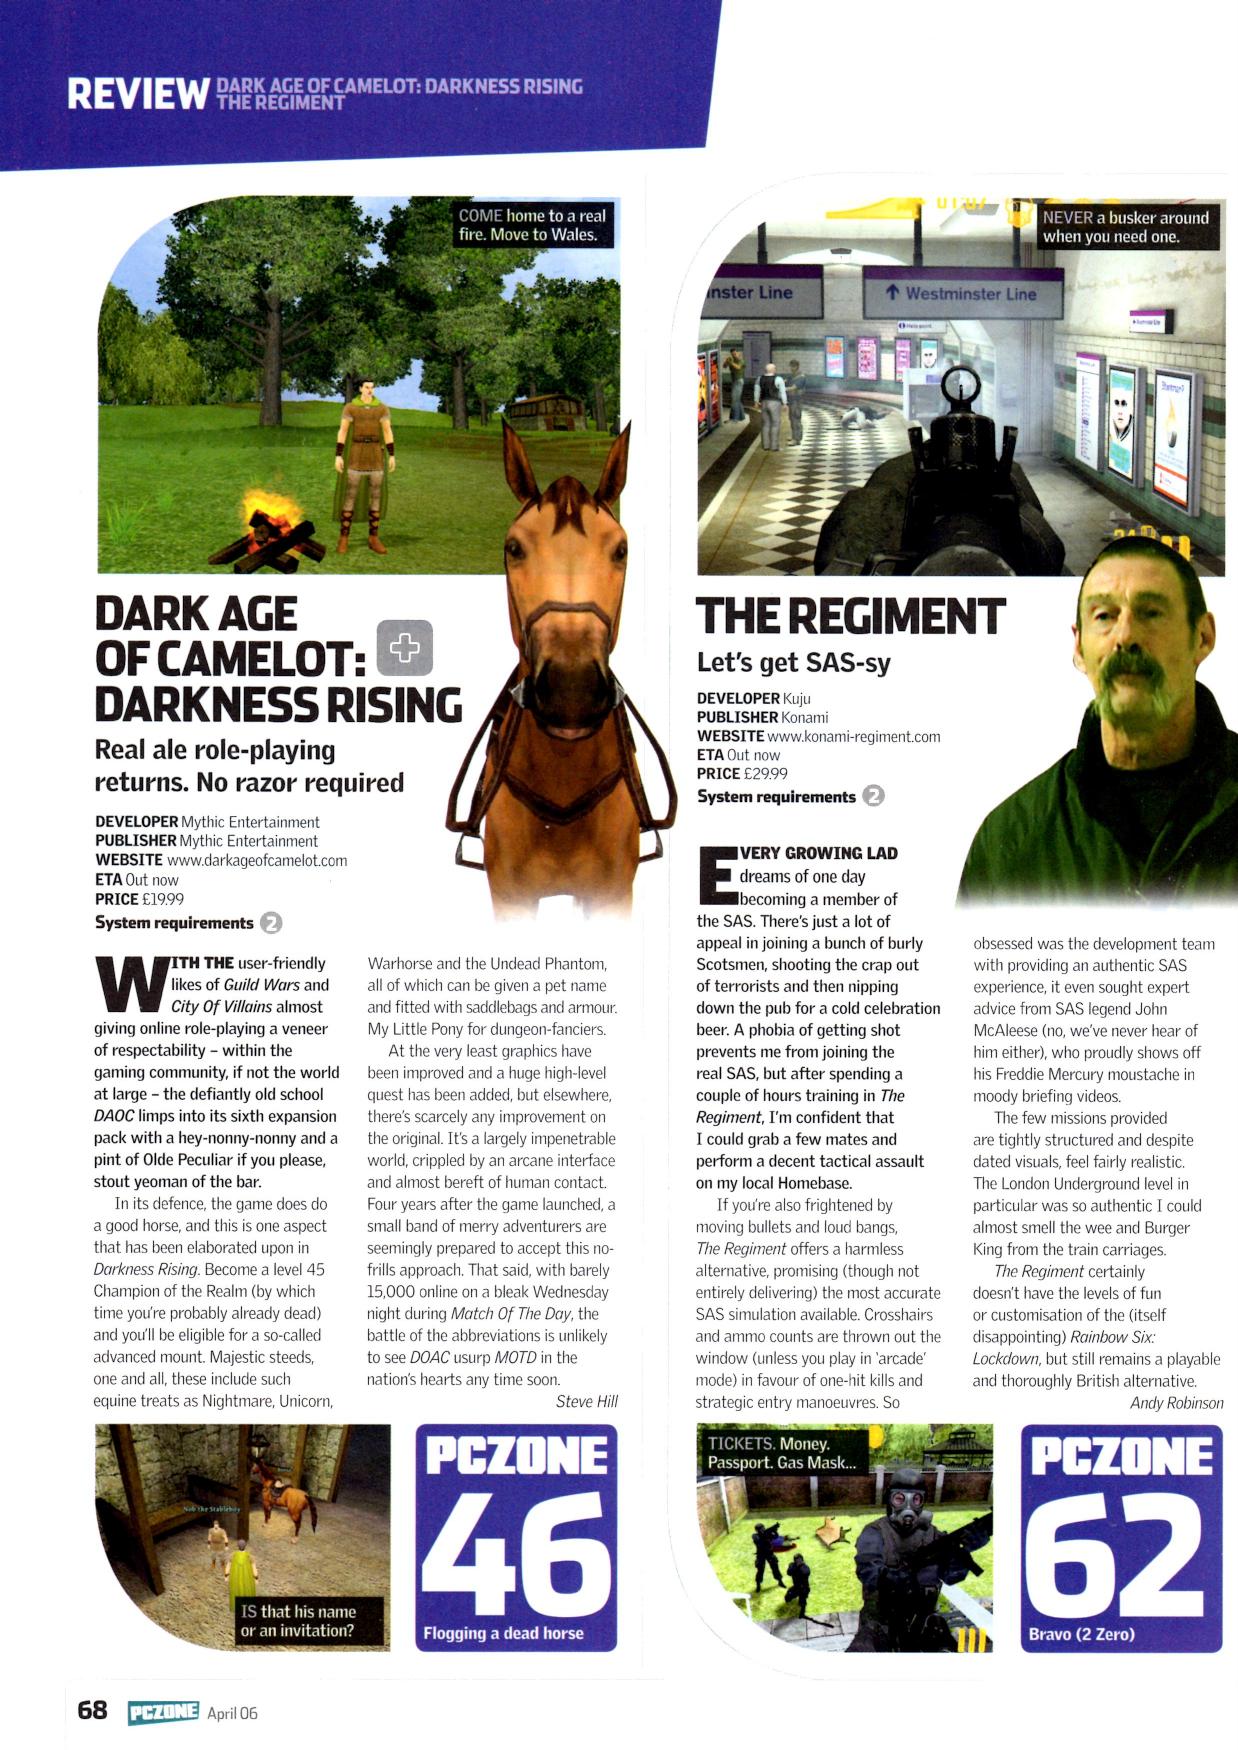 REVIEW DARK AGE OF CAMELOT: DARKNESS RISING
THE REGIMENT
COME home to a real
fire. Move to Wales.
DARK AGE
OF CAMELOT:
DARKNESS RISING
Real ale role-playing
returns. No razor required
DEVELOPER Mythic Entertainment
PUBLISHER Mythic Entertainment
WEBSITE www.darkageofcamelot.com
ETA Out now
PRICE £19.99
System requirements 2
WITH THE user-friendly
likes of Guild Wars and
City Of Villains almost
giving online role-playing a veneer
of respectability – within the
gaming community, if not the world
at large – the defiantly old school
DAOC limps into its sixth expansion
pack with a hey-nonny-nonny and a
pint of Olde Peculiar if you please,
stout yeoman of the bar.
In its defence, the game does do
a good horse, and this is one aspect
that has been elaborated upon in
Darkness Rising. Become a level 45
Champion of the Realm (by which
time you're probably already dead)
and you'll be eligible for a so-called
advanced mount. Majestic steeds,
one and all, these include such
equine treats as Nightmare, Unicorn,
Warhorse and the Undead Phantom,
all of which can be given a pet name
and fitted with saddlebags and armour.
My Little Pony for dungeon-fanciers.
At the very least graphics have
been improved and a huge high-level
quest has been added, but elsewhere,
there's scarcely any improvement on
the original. It's a largely impenetrable
world, crippled by an arcane interface
and almost bereft of human contact.
Four years after the game launched, a
small band of merry adventurers are
seemingly prepared to accept this no-
frills approach. That said, with barely
15,000 online on a bleak Wednesday
night during Match Of The Day, the
battle of the abbreviations is unlikely
to see DOAC usurp MOTD in the
nation's hearts any time soon.
Steve Hill
Nob the Stableboy
IS that his name
or an invitation?
PCZONE
46
Flogging a dead horse
NEVER a busker around
when you need one.
nster Line
↑ Westminster Line
THE REGIMENT
Let's get SAS-sy
DEVELOPER Kuju
PUBLISHER Konami
WEBSITE www.konami-regiment.com
ETA Out now
PRICE £29.99
System requirements 2
EVERY GROWING LAD
dreams of one day
becoming a member of
the SAS. There's just a lot of
appeal in joining a bunch of burly
Scotsmen, shooting the crap out
of terrorists and then nipping
down the pub for a cold celebration
beer. A phobia of getting shot
prevents me from joining the
real SAS, but after spending a
couple of hours training in The
Regiment, I'm confident that
I could grab a few mates and
perform a decent tactical assault
on my local Homebase.
If you're also frightened by
moving bullets and loud bangs,
The Regiment offers a harmless
alternative, promising (though not
entirely delivering) the most accurate
SAS simulation available. Crosshairs
and ammo counts are thrown out the
window (unless you play in 'arcade'
mode) in favour of one-hit kills and
strategic entry manoeuvres. So
obsessed was the development team
with providing an authentic SAS
experience, it even sought expert
advice from SAS legend John
McAleese (no, we've never hear of
him either), who proudly shows off
his Freddie Mercury moustache in
moody briefing videos.
The few missions provided
are tightly structured and despite
dated visuals, feel fairly realistic.
The London Underground level in
particular was so authentic I could
almost smell the wee and Burger
King from the train carriages.
The Regiment certainly
doesn't have the levels of fun
or customisation of the (itself
disappointing) Rainbow Six:
Lockdown, but still remains a playable
and thoroughly British alternative.
Andy Robinson
TICKETS. Money.
Passport. Gas Mask...
PCZONE
62
Bravo (2 Zero)
68 PCZONE April 06